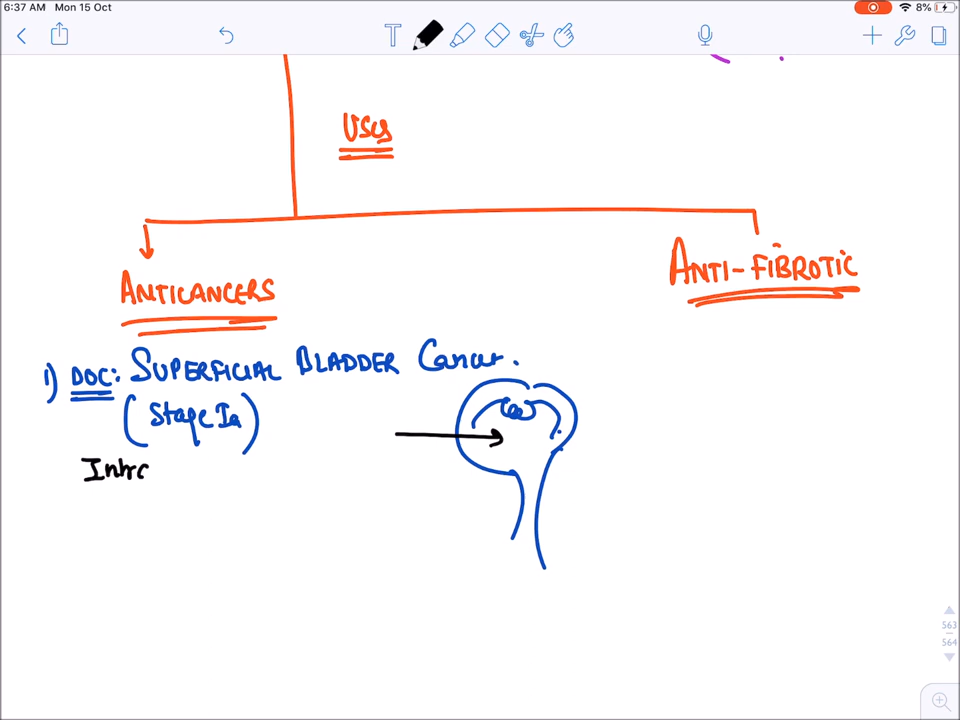 6:37 AM Mon 15 Oct
8%
T
Uses
ANTICANCERS
ANTI-FIBROTIC
1) DOC: SUPERFICIAL BLADDER Cancer.
(Stage Ia)
Intra
563
564